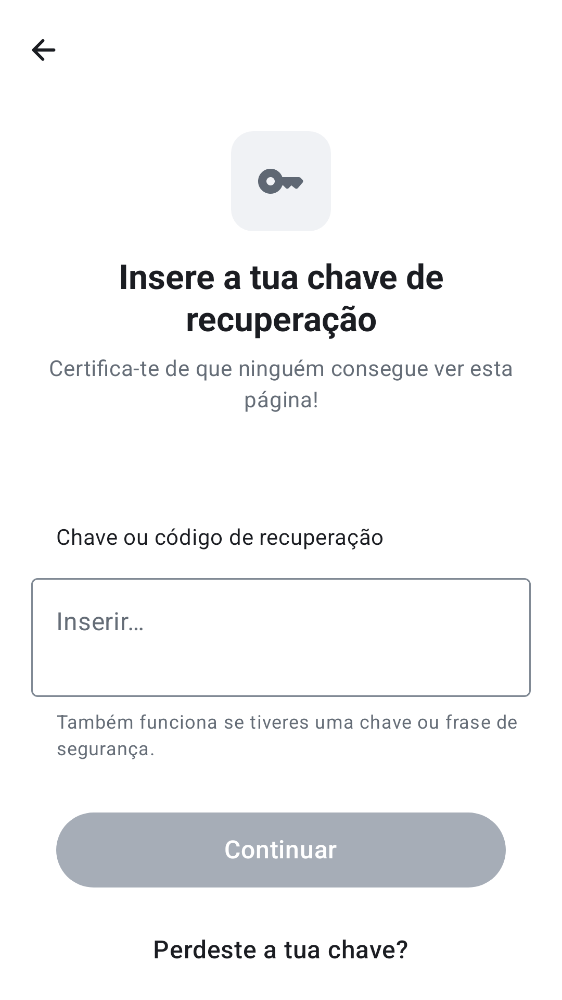 Insere a tua chave de
recuperação
Certifica-te de que ninguém consegue ver esta
página!
Chave ou código de recuperação
Inserir…
Também funciona se tiveres uma chave ou frase de
segurança.
Continuar
Perdeste a tua chave?